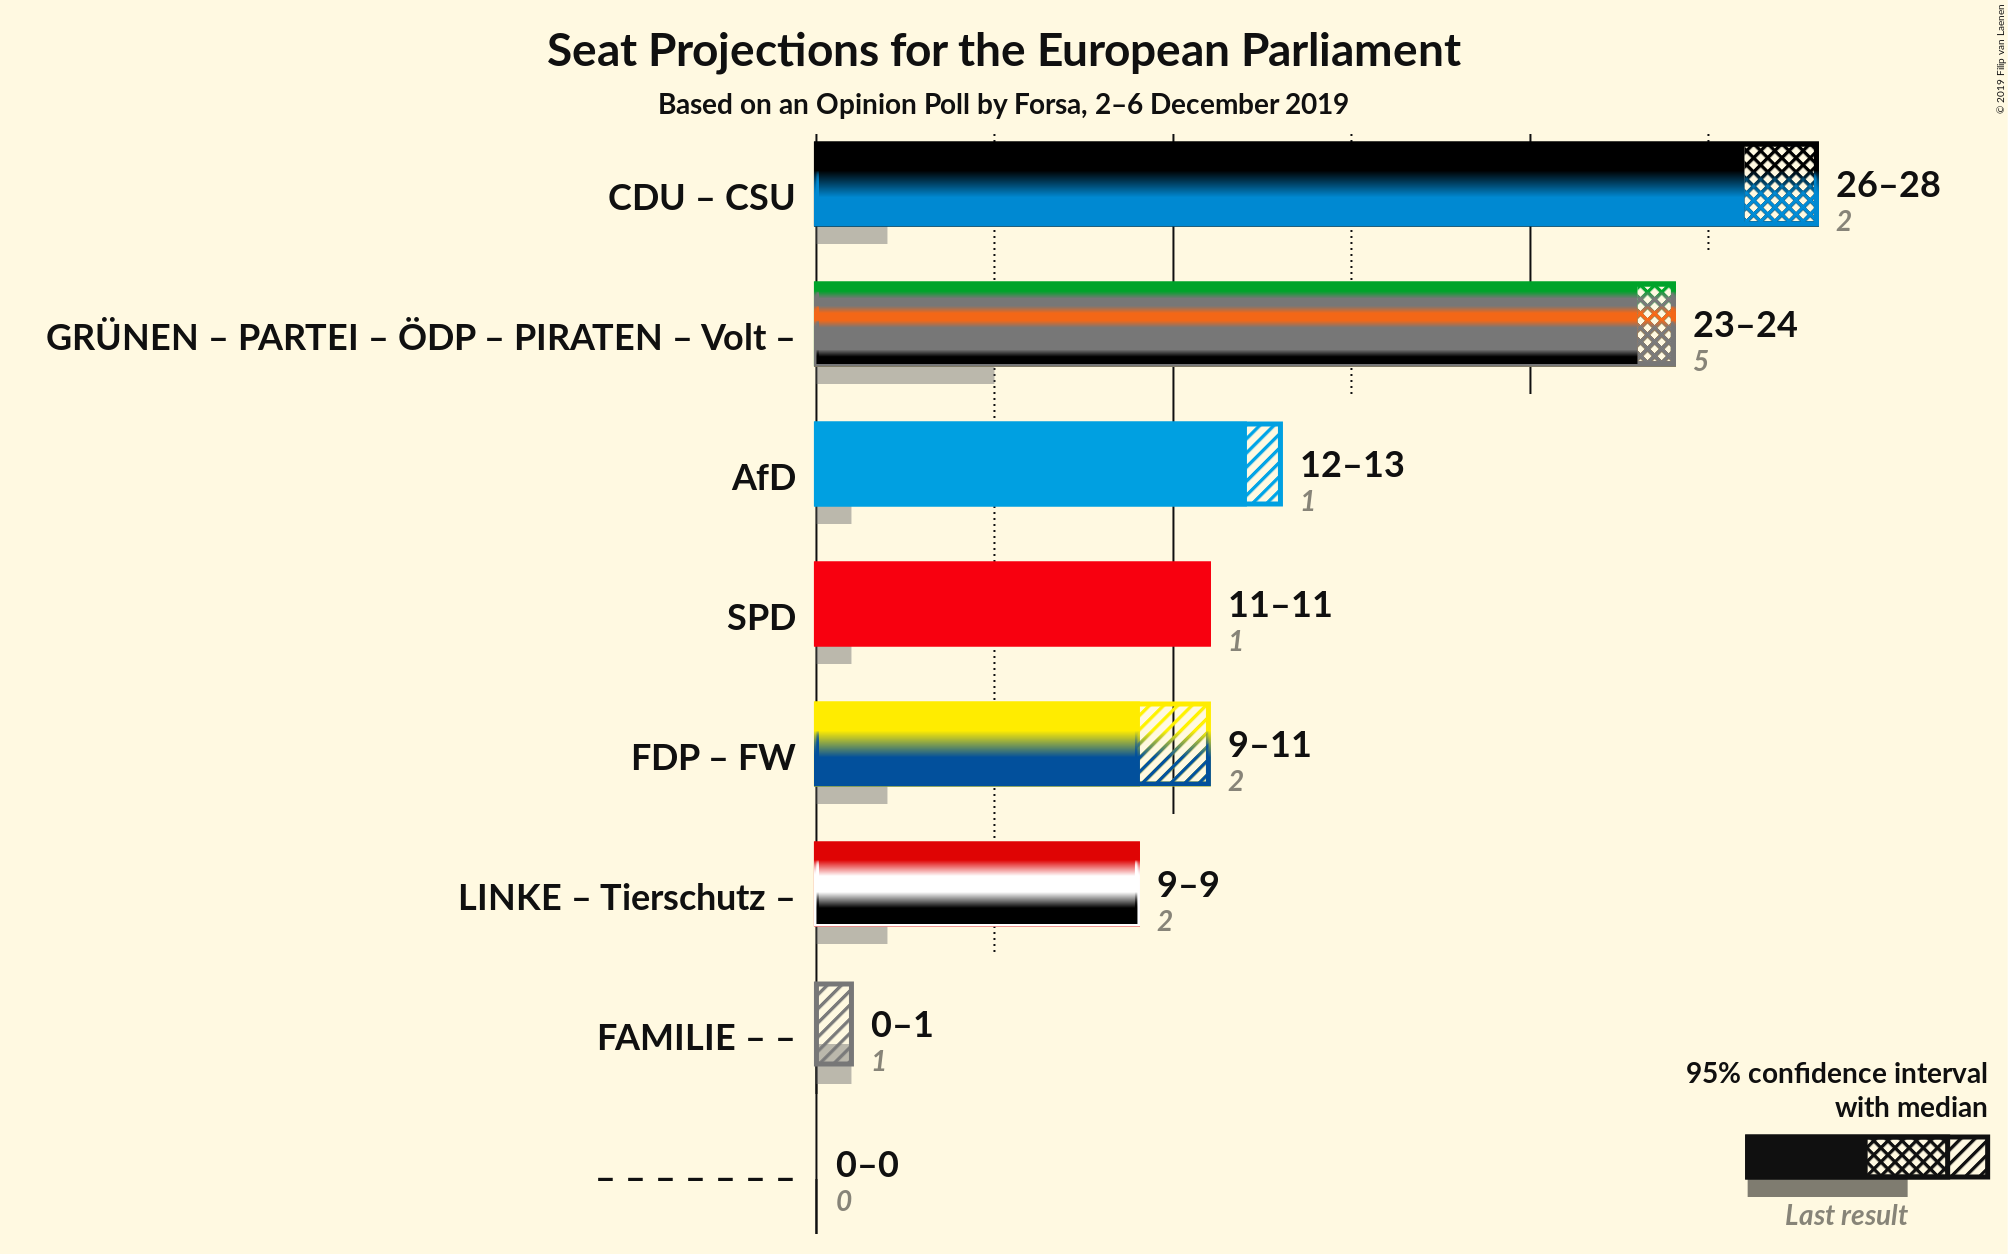 Seat Projections for the European Parliament
Based on an Opinion Poll by Forsa, 2–6 December 2019
© 2019 Filip van Laenen
CDU – CSU
26–28
2
GRÜNEN – PARTEI – ÖDP – PIRATEN – Volt –
23–24
5
AfD
12–13
1
SPD
11–11
1
FDP – FW
9–11
2
LINKE – Tierschutz –
9–9
2
FAMILIE – –
0–1
1
– – – – – – –
0–0
0
95% confidence interval
with median
Last result